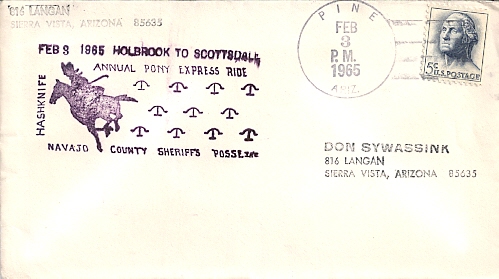 816 LANGAN
SIERRA VISTA, ARIZONA 85635
FEB 3 1965 HOLBROOK TO SCOTTSDALE
ANNUAL PONY EXPRESS RIDE
HASHKNIFE
NAVAJO COUNTY SHERIFFS POSSE INC
PINE
FEB
3
P.M.
1965
ARIZ.
5c
U.S. POSTAGE
DON SYWASSINK
816 LANGAN
SIERRA VISTA, ARIZONA 85635